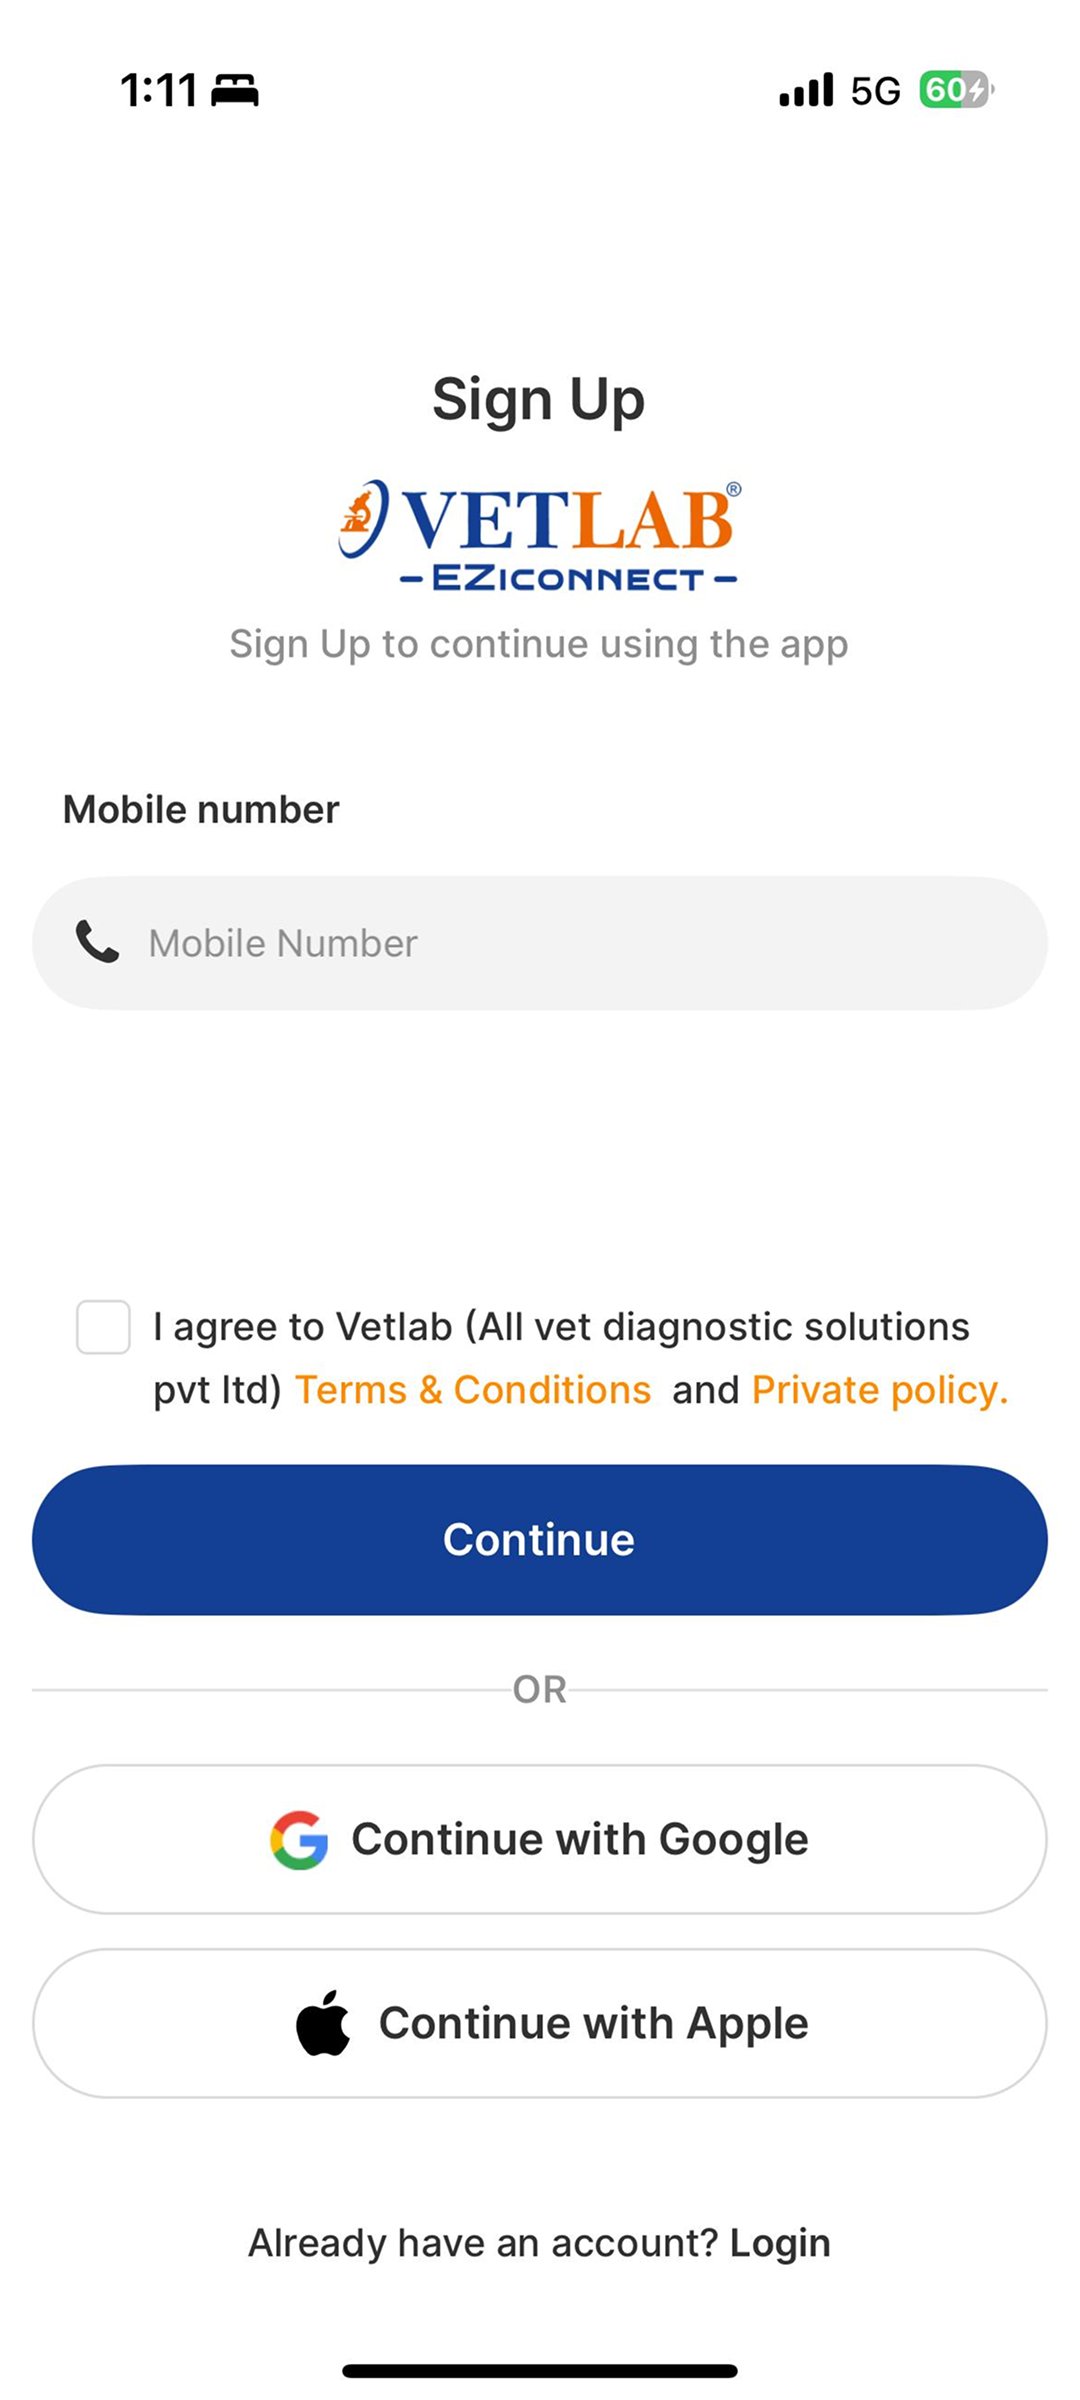 1:11
5G
60
Sign Up
VETLAB®
EZICONNECT
Sign Up to continue using the app
Mobile number
Mobile Number
I agree to Vetlab (All vet diagnostic solutions
pvt ltd) Terms & Conditions and Private policy.
Continue
OR
Continue with Google
Continue with Apple
Already have an account? Login